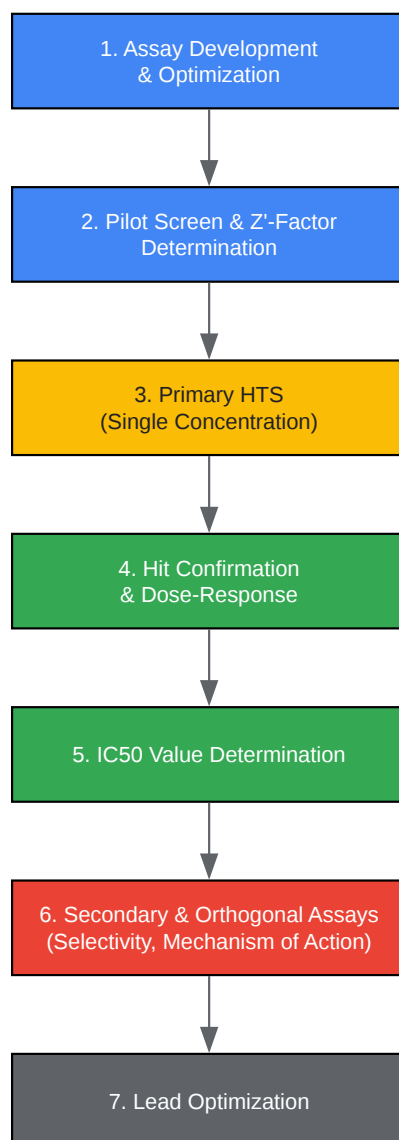 1. Assay Development
& Optimization
2. Pilot Screen & Z'-Factor
Determination
3. Primary HTS
(Single Concentration)
4. Hit Confirmation
& Dose-Response
5. IC50 Value Determination
6. Secondary & Orthogonal Assays
(Selectivity, Mechanism of Action)
7. Lead Optimization